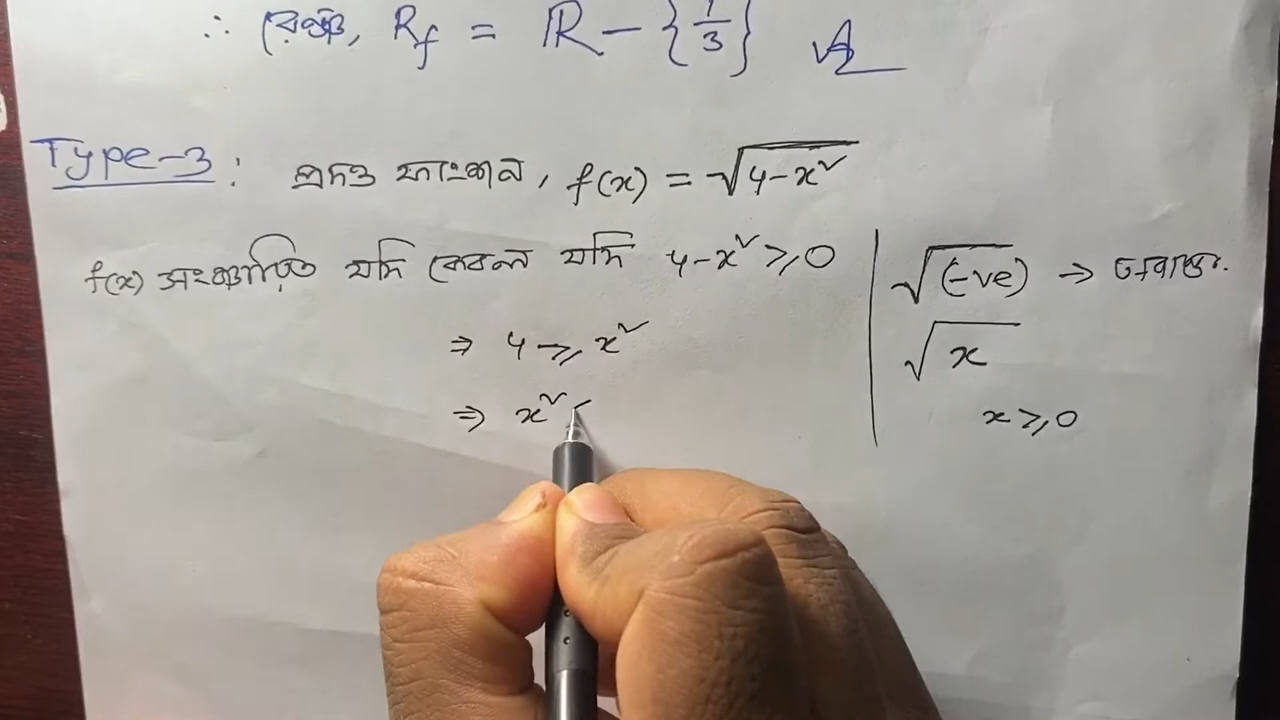 ∴ রেঞ্জ, R_f = ℝ - {1/3} A
Type-3: প্রদত্ত ফাংশন, f(x) = √(4-x²)
f(x) সংজ্ঞায়িত যদি কেবল যদি 4-x² ≥ 0
⇒ 4 ≥ x²
⇒ x²
√(-ve) → অবাস্তব.
√x
x ≥ 0